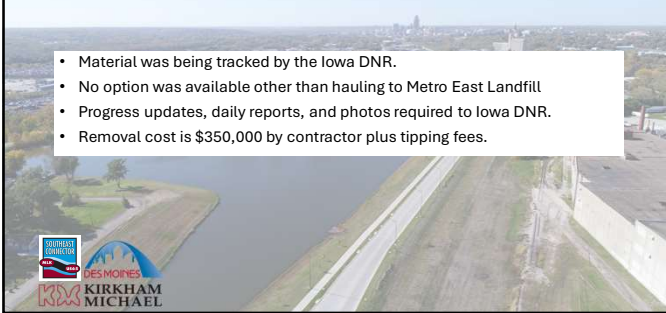 • Material was being tracked by the Iowa DNR.
• No option was available other than hauling to Metro East Landfill
• Progress updates, daily reports, and photos required to Iowa DNR.
• Removal cost is $350,000 by contractor plus tipping fees.
SOUTHEAST
CONNECTOR
MLK
US65
DES MOINES
KIRKHAM
MICHAEL